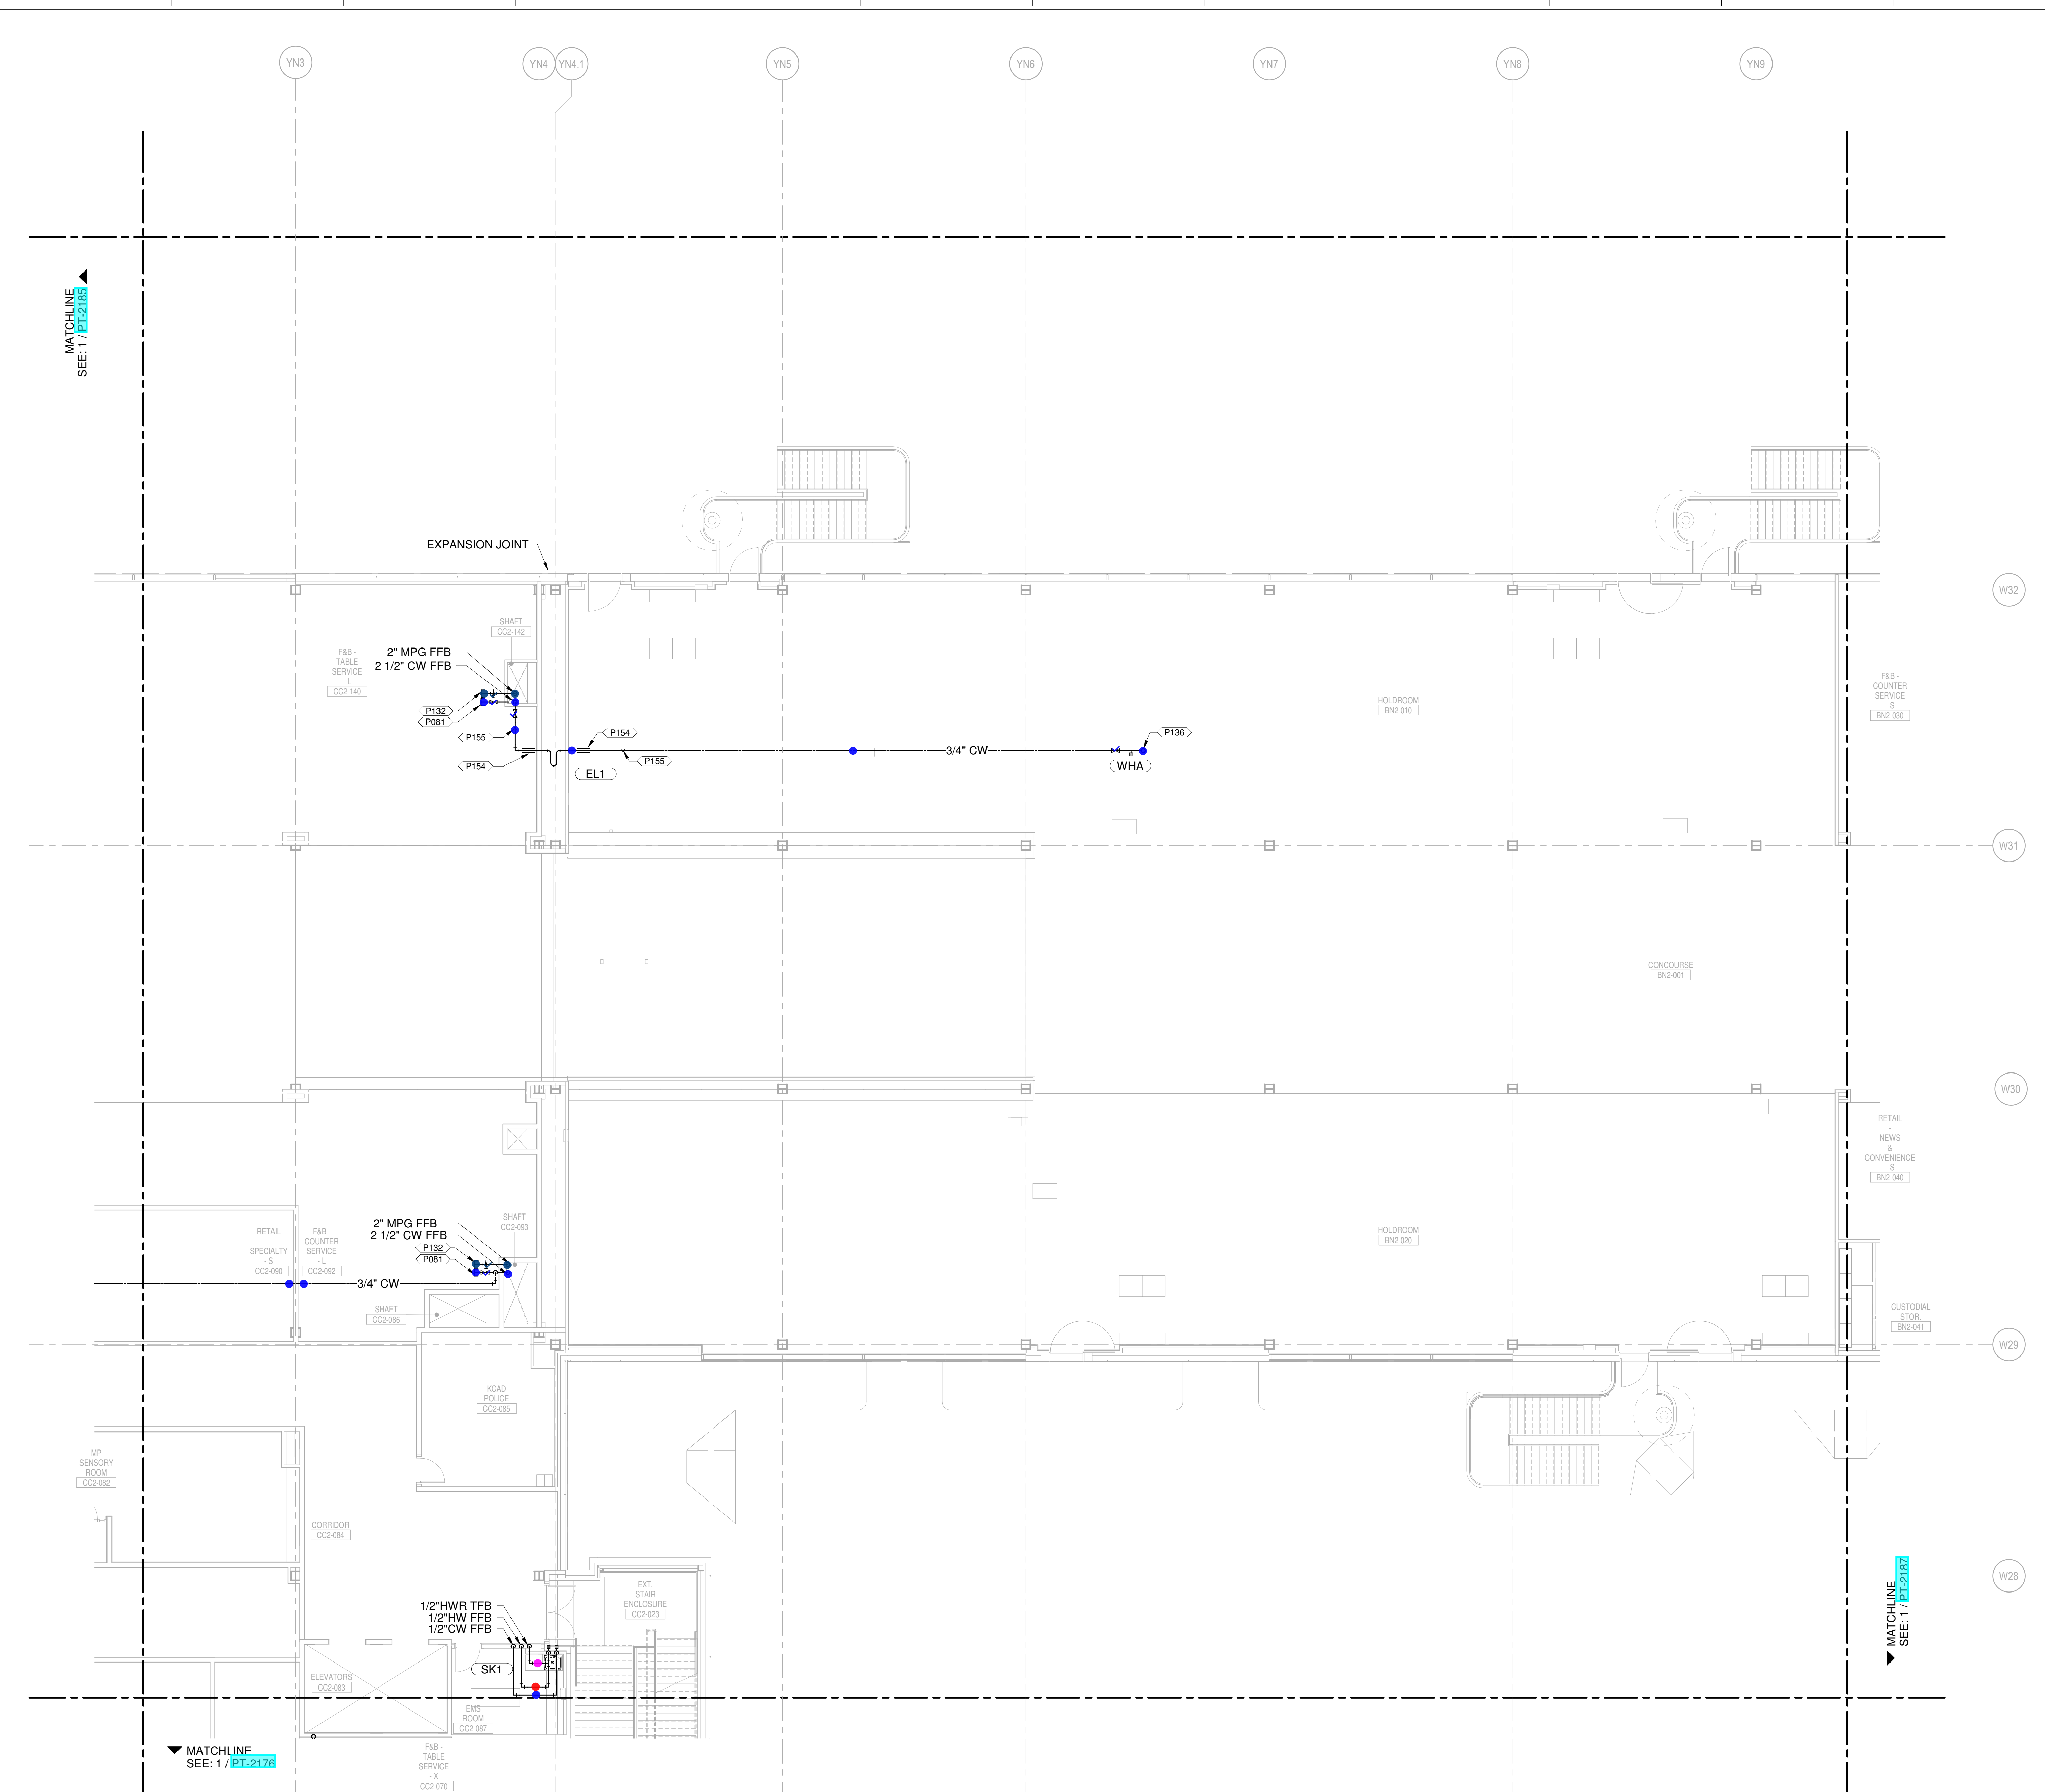 YN3
YN4
YN4.1
YN5
YN6
YN7
YN8
YN9
MATCHLINE
SEE: 1 / PT-2185
EXPANSION JOINT
W32
SHAFT
CC2-142
F&B -
TABLE
SERVICE
- L
CC2-140
2" MPG FFB
2 1/2" CW FFB
P132
P081
P155
P154
P154
P155
EL1
3/4" CW
P136
WHA
HOLDROOM
BN2-010
F&B -
COUNTER
SERVICE
- S
BN2-030
W31
CONCOURSE
BN2-001
W30
RETAIL
-
NEWS
&
CONVENIENCE
- S
BN2-040
2" MPG FFB
2 1/2" CW FFB
P132
P081
SHAFT
CC2-093
RETAIL
-
SPECIALTY
- S
CC2-090
F&B -
COUNTER
SERVICE
- L
CC2-092
3/4" CW
SHAFT
CC2-086
HOLDROOM
BN2-020
CUSTODIAL
STOR.
BN2-041
W29
KCAD
POLICE
CC2-085
MP
SENSORY
ROOM
CC2-082
CORRIDOR
CC2-084
W28
EXT.
STAIR
ENCLOSURE
CC2-023
1/2"HWR TFB
1/2"HW FFB
1/2"CW FFB
SK1
ELEVATORS
CC2-083
EMS
ROOM
CC2-087
MATCHLINE
SEE: 1 / PT-2187
MATCHLINE
SEE: 1 / PT-2176
F&B -
TABLE
SERVICE
- X
CC2-070